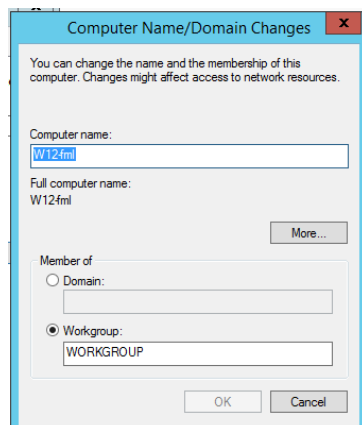 Computer Name/Domain Changes
x
You can change the name and the membership of this
computer. Changes might affect access to network resources.
Computer name:
W12-fml
Full computer name:
W12-fml
More...
Member of
Domain:
Workgroup:
WORKGROUP
OK
Cancel